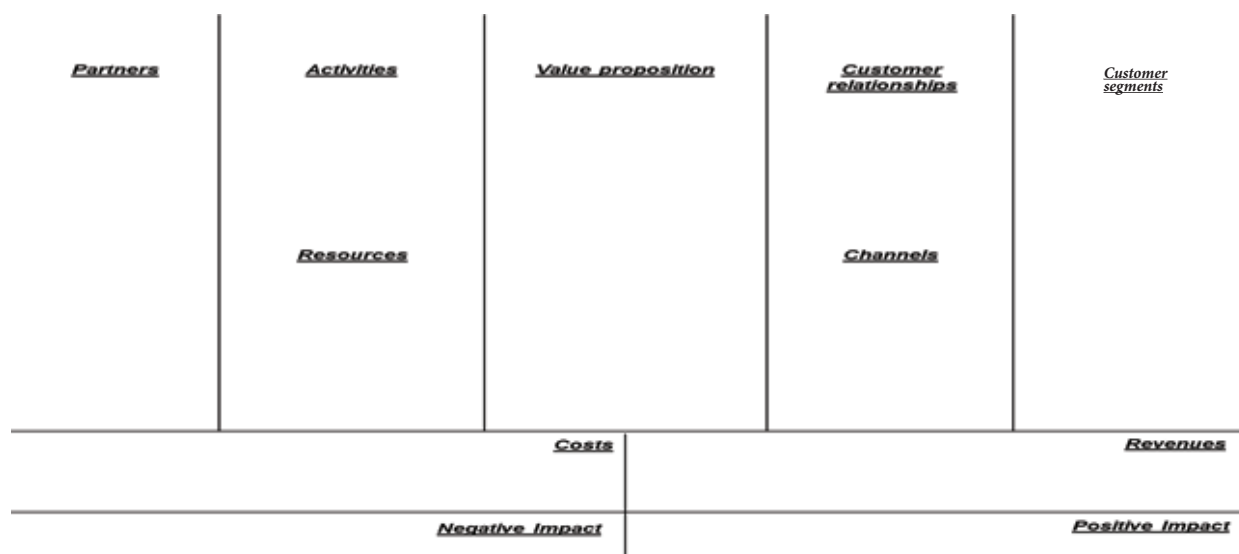 Partners
Activities
Resources
Value proposition
Customer
relationships
Channels
Customer
segments
Costs
Revenues
Negative Impact
Positive Impact